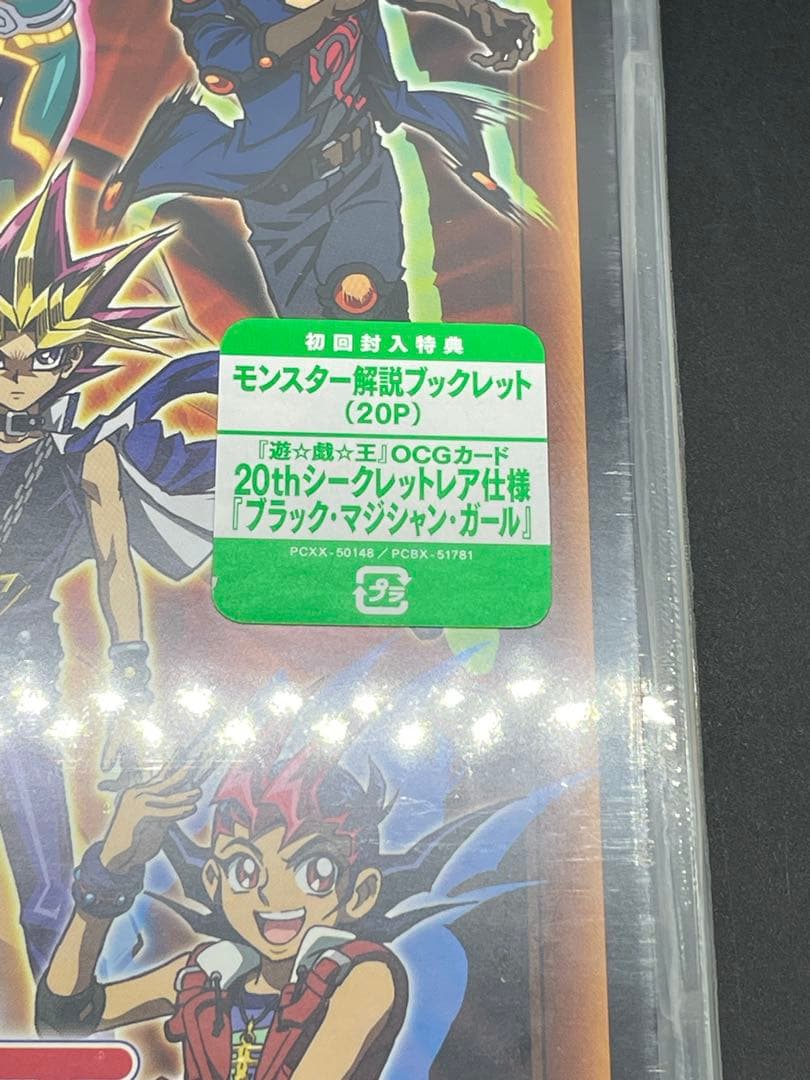 初回封入特典
モンスター解説ブックレット
(20P)
『遊☆戯☆王』OCGカード
20thシークレットレア仕様
『ブラック・マジシャン・ガール』
PCXX-50148／PCBX-51781
プラ